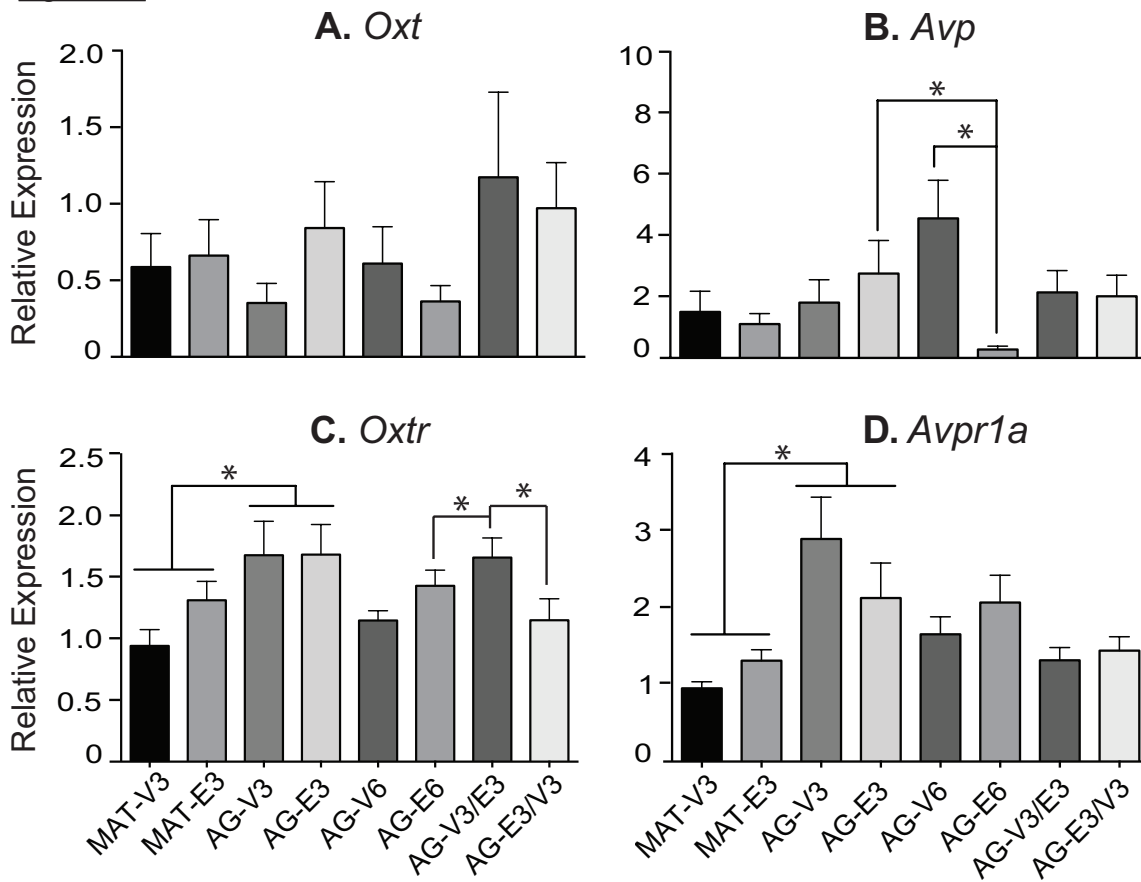 A. Oxt
Relative Expression
2.0
1.5
1.0
0.5
0
B. Avp
10
8
6
4
2
0
*
*
C. Oxtr
Relative Expression
2.5
2.0
1.5
1.0
0.5
0
*
*
*
MAT-V3
MAT-E3
AG-V3
AG-E3
AG-V6
AG-E6
AG-V3/E3
AG-E3/V3
D. Avpr1a
4
3
2
1
0
*
MAT-V3
MAT-E3
AG-V3
AG-E3
AG-V6
AG-E6
AG-V3/E3
AG-E3/V3